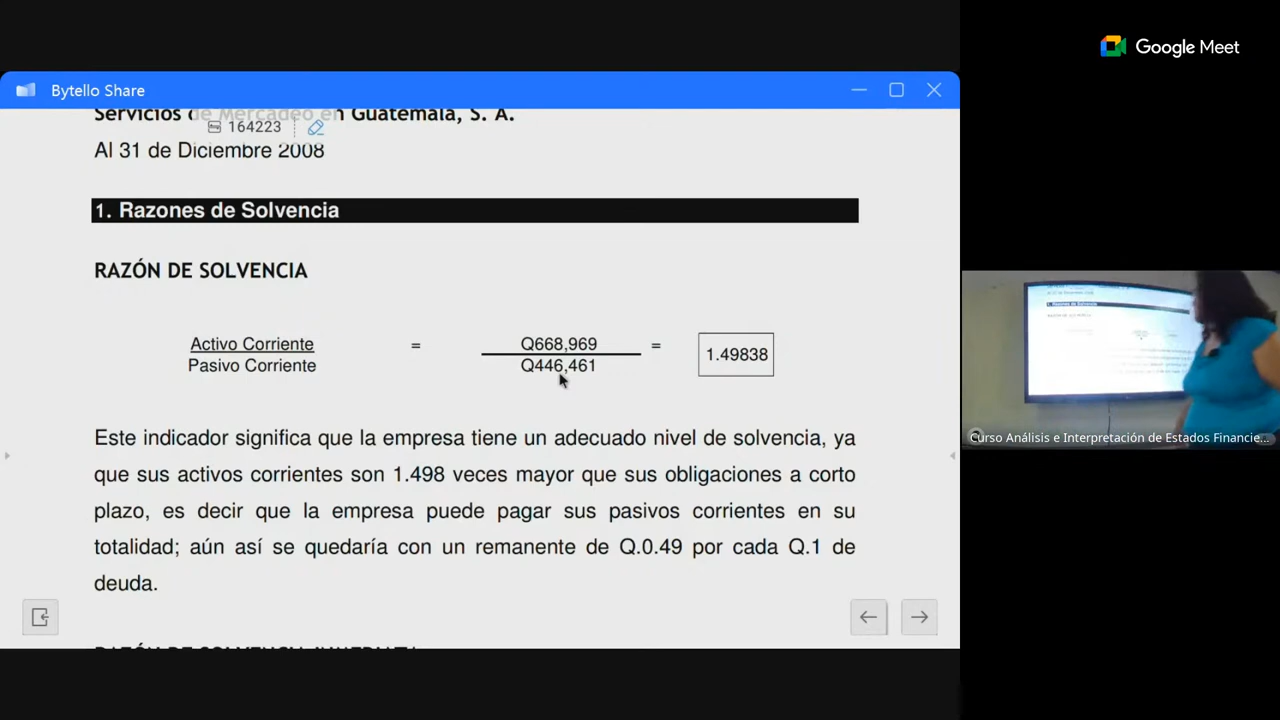 Google Meet
Bytello Share
Servicios de Mercadeo en Guatemala, S. A.
164223
Al 31 de Diciembre 2008
1. Razones de Solvencia
RAZÓN DE SOLVENCIA
Activo Corriente = Q668,969 = 1.49838
Pasivo Corriente Q446,461
Este indicador significa que la empresa tiene un adecuado nivel de solvencia, ya
que sus activos corrientes son 1.498 veces mayor que sus obligaciones a corto
plazo, es decir que la empresa puede pagar sus pasivos corrientes en su
totalidad; aún así se quedaría con un remanente de Q.0.49 por cada Q.1 de
deuda.
Curso Análisis e Interpretación de Estados Financie...